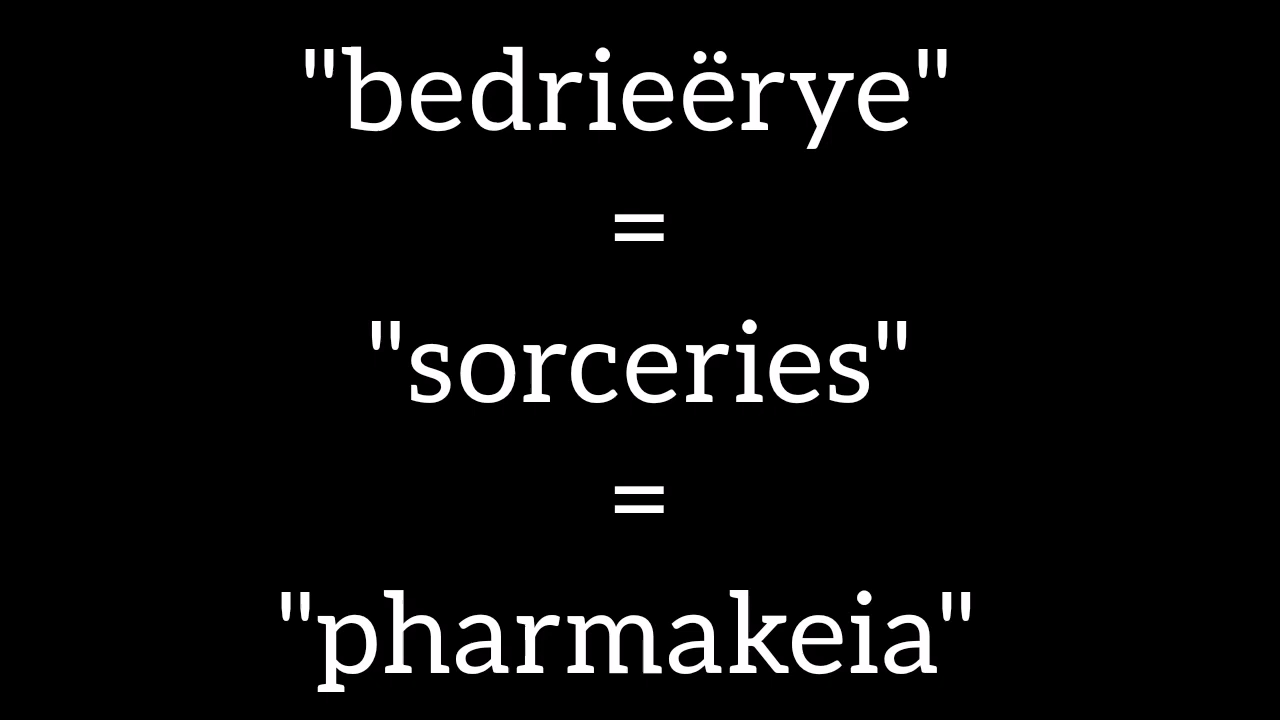 "bedrieërye"
=
"sorceries"
=
"pharmakeia"